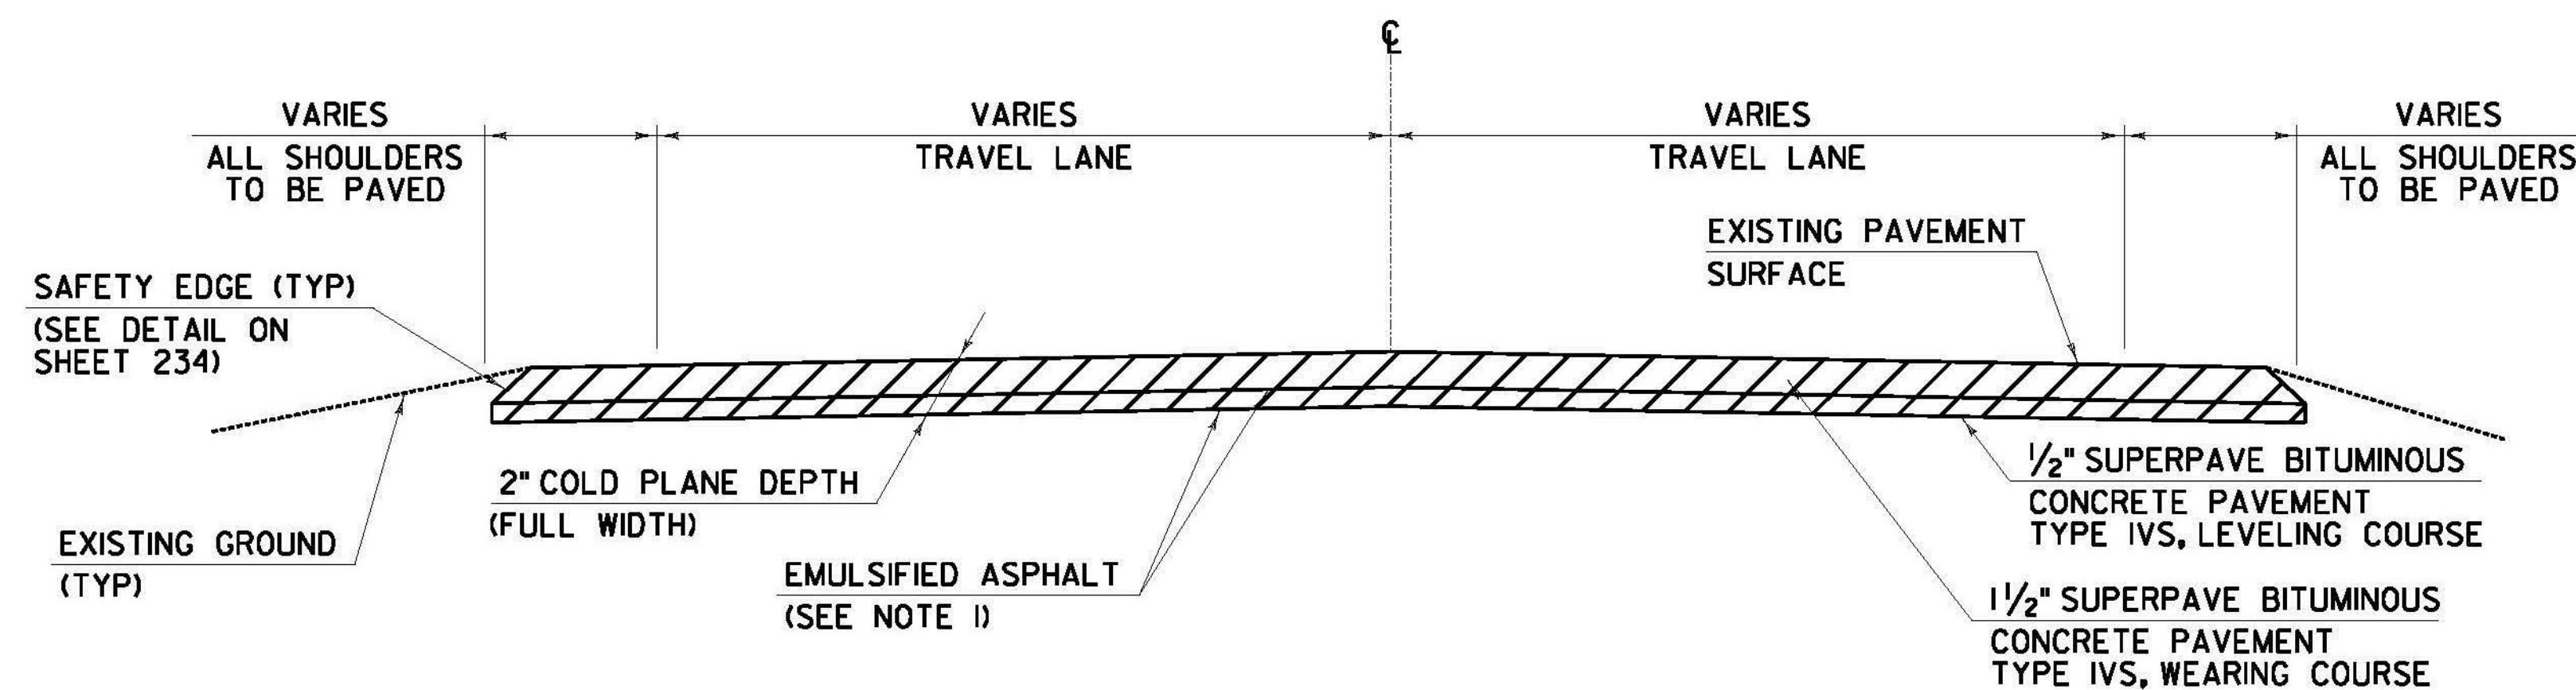 ℄
VARIES
ALL SHOULDERS
TO BE PAVED
VARIES
TRAVEL LANE
VARIES
TRAVEL LANE
VARIES
ALL SHOULDERS
TO BE PAVED
EXISTING PAVEMENT
SURFACE
SAFETY EDGE (TYP)
(SEE DETAIL ON
SHEET 234)
2" COLD PLANE DEPTH
(FULL WIDTH)
EXISTING GROUND
(TYP)
EMULSIFIED ASPHALT
(SEE NOTE 1)
1/2" SUPERPAVE BITUMINOUS
CONCRETE PAVEMENT
TYPE IVS, LEVELING COURSE
1 1/2" SUPERPAVE BITUMINOUS
CONCRETE PAVEMENT
TYPE IVS, WEARING COURSE